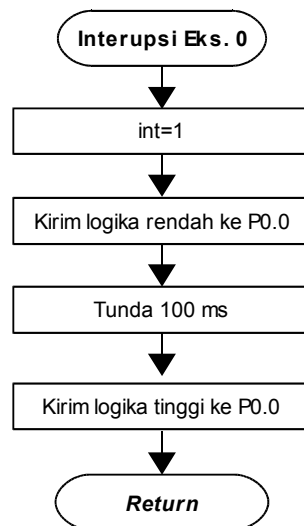 Interupsi Eks. 0
int=1
Kirim logika rendah ke P0.0
Tunda 100 ms
Kirim logika tinggi ke P0.0
Return